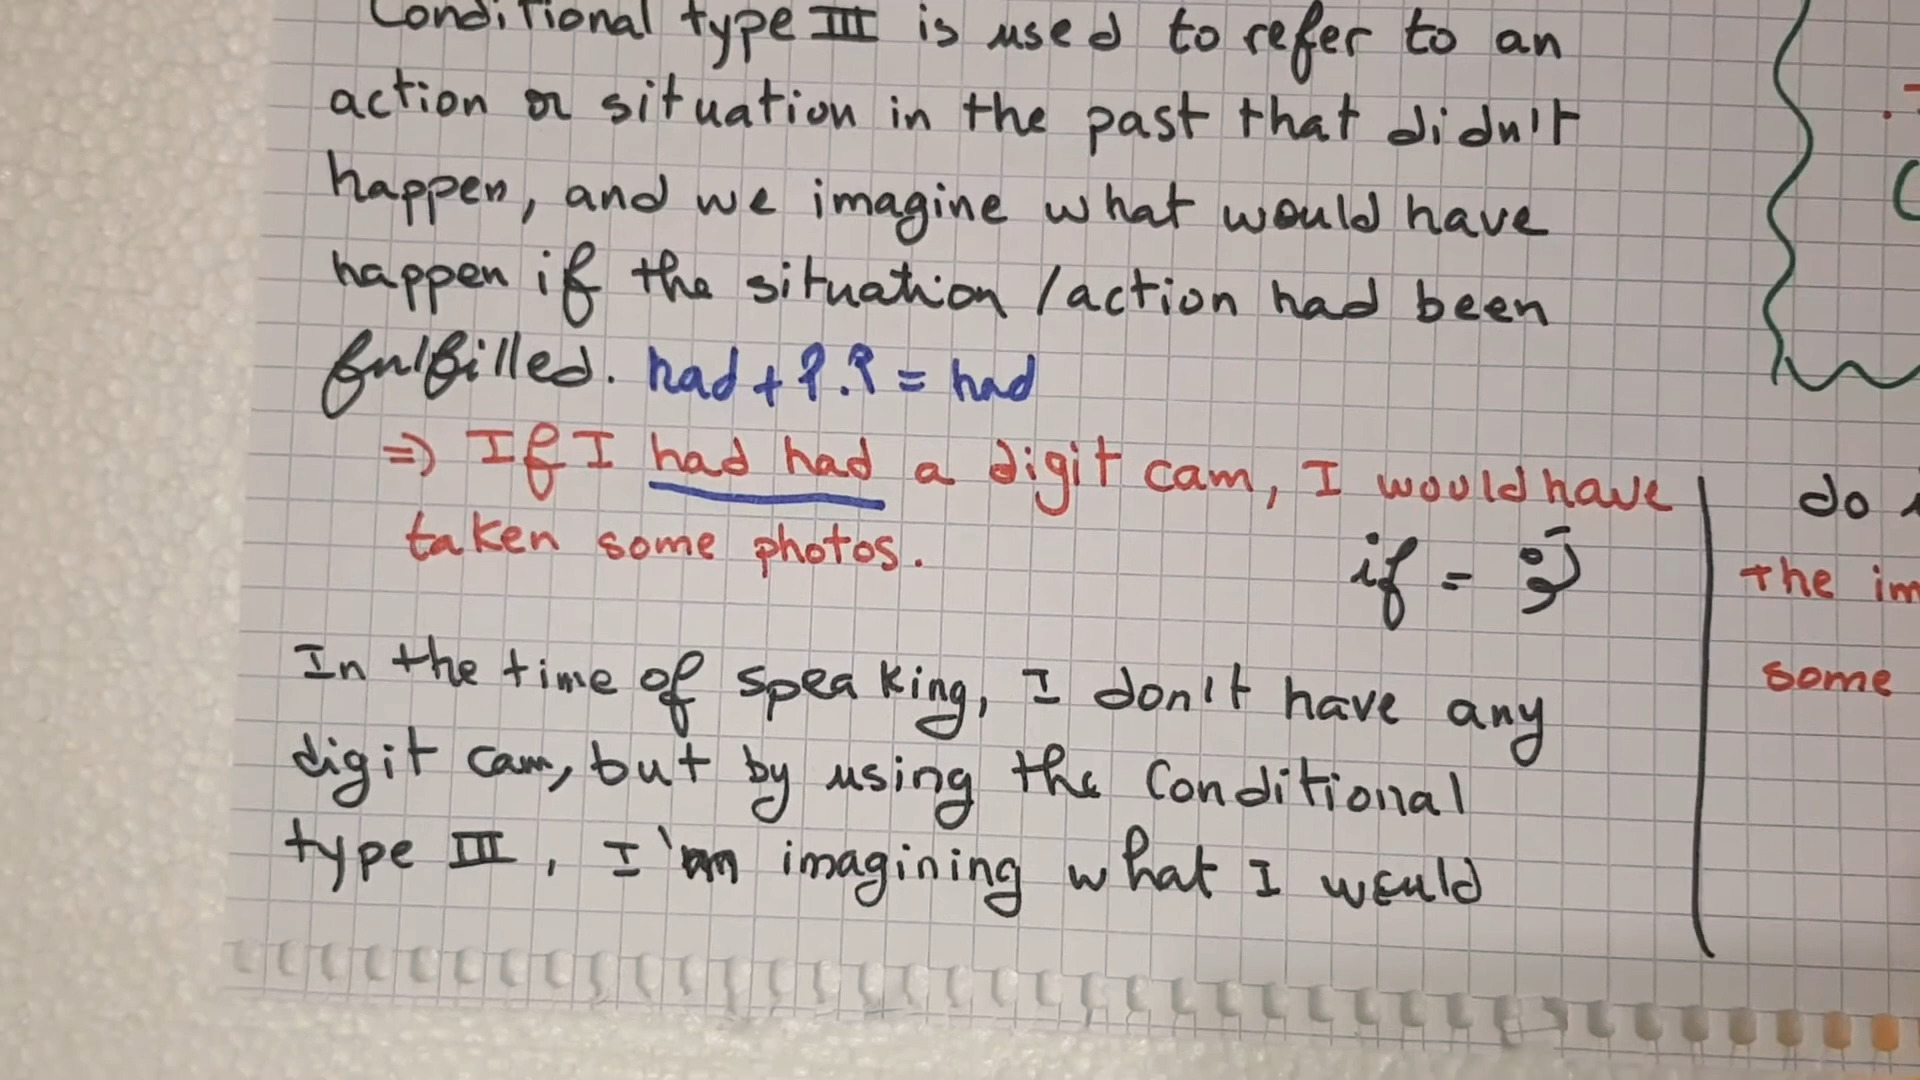 Conditional type III is used to refer to an
action or situation in the past that didn't
happen, and we imagine what would have
happen if the situation / action had been
fulfilled. had + P.P = had
=> If I had had a digit cam, I would have
taken some photos.
if =
In the time of speaking, I don't have any
digit cam, but by using the Conditional
type III, I'm imagining what I would
do
the im
some